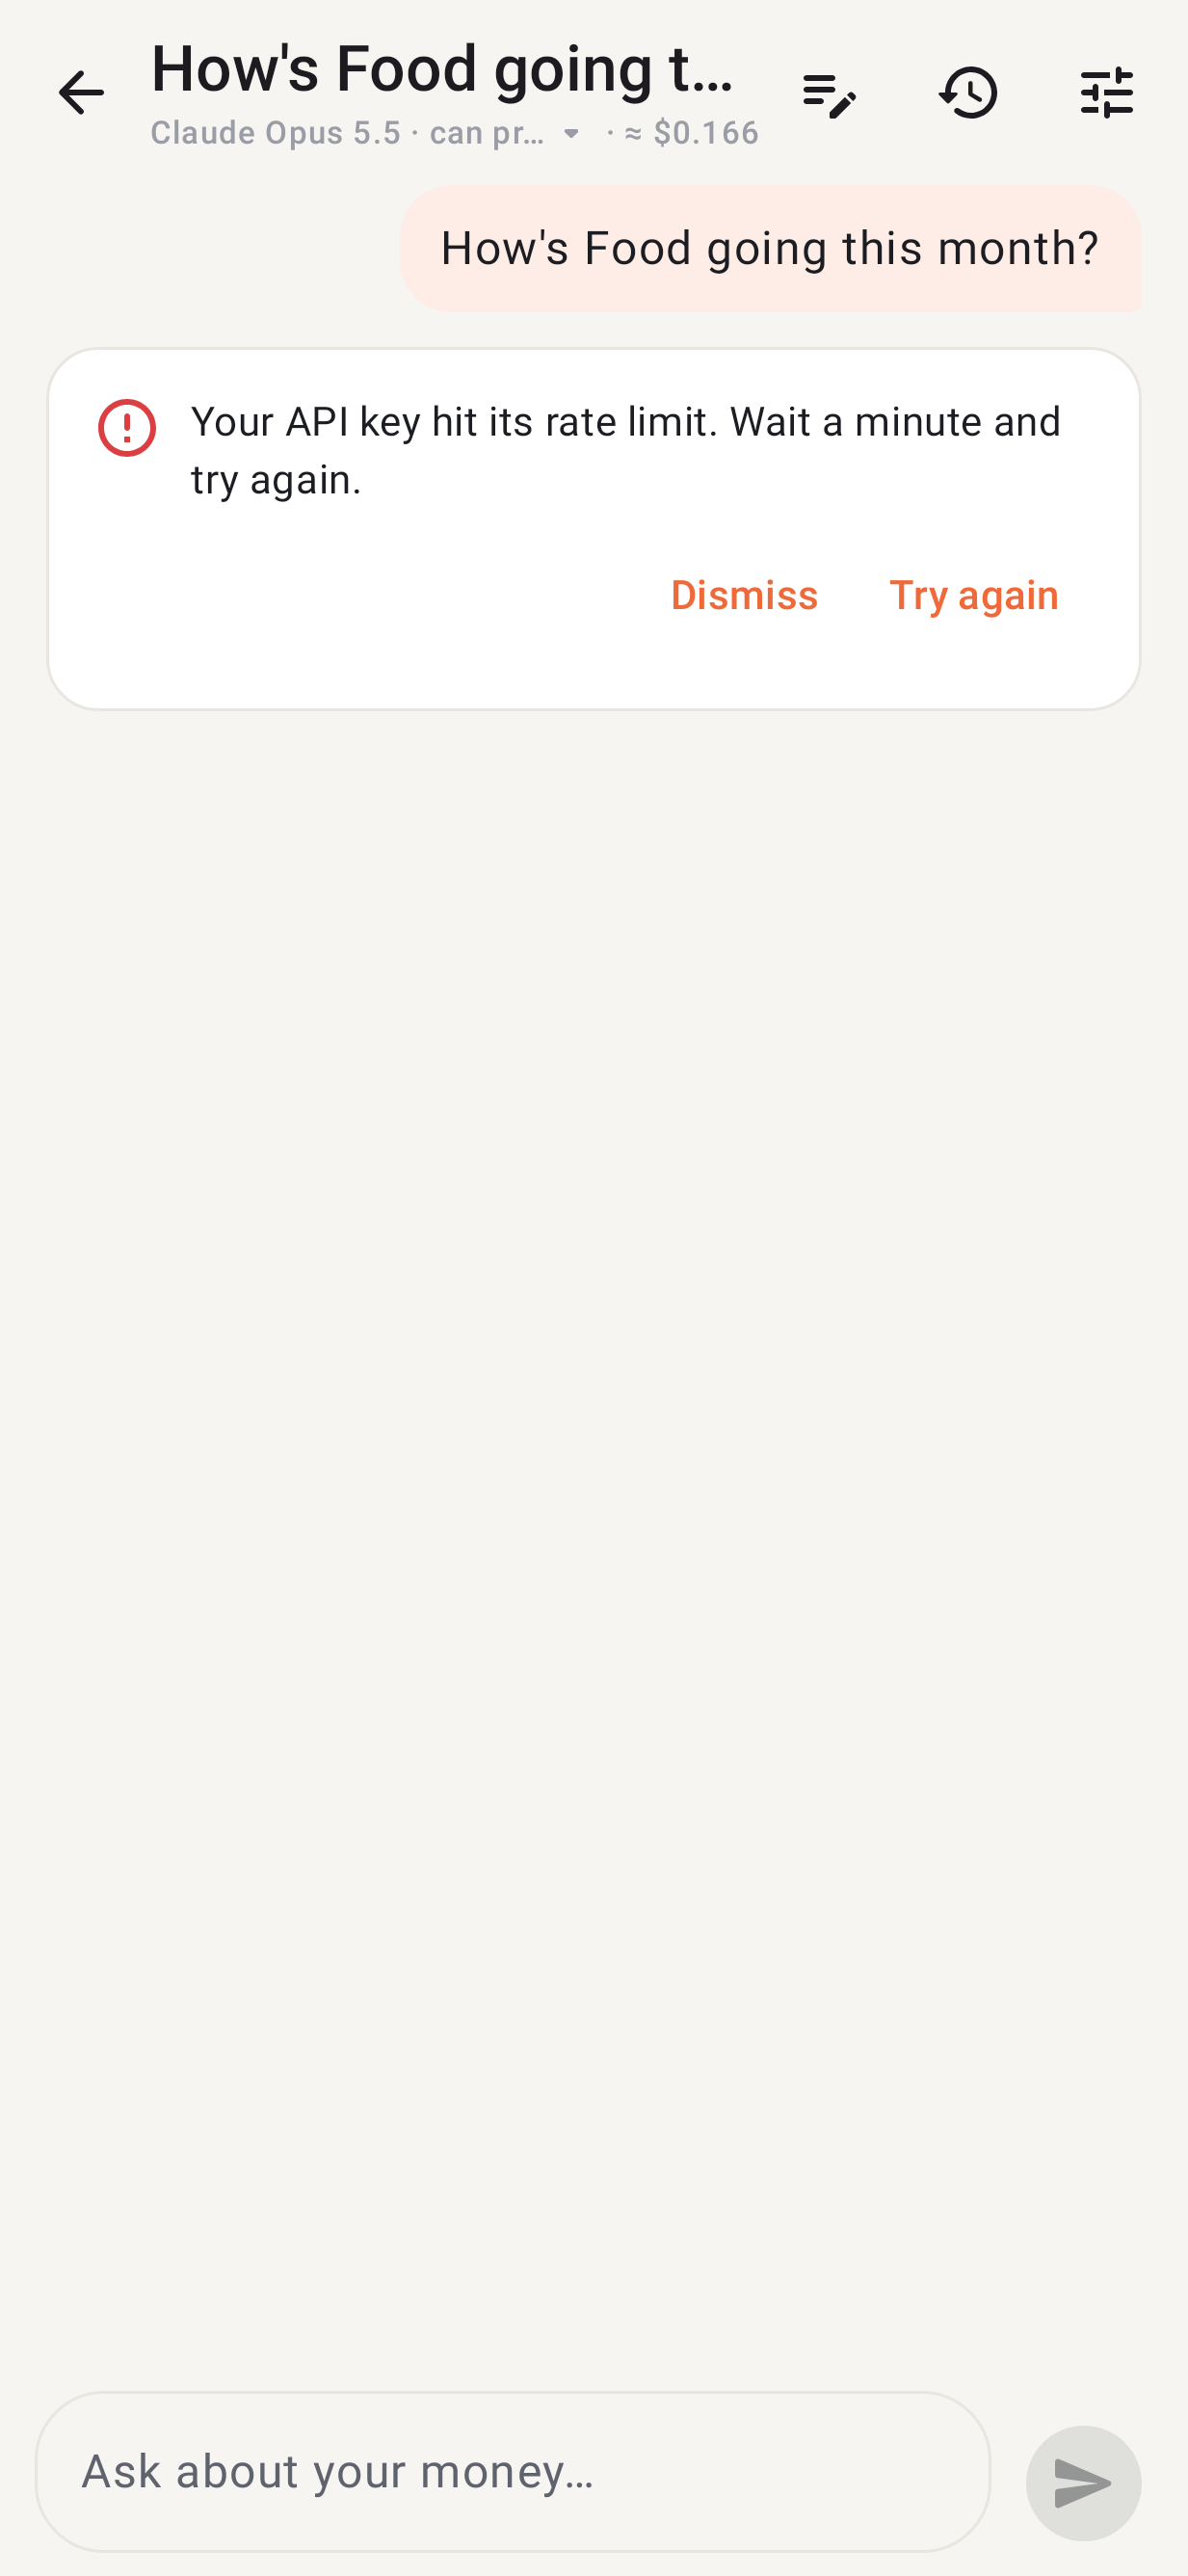 How's Food going t...
Claude Opus 5.5 · can pr... · ≈ $0.166
How's Food going this month?
Your API key hit its rate limit. Wait a minute and
try again.
Dismiss Try again
Ask about your money...